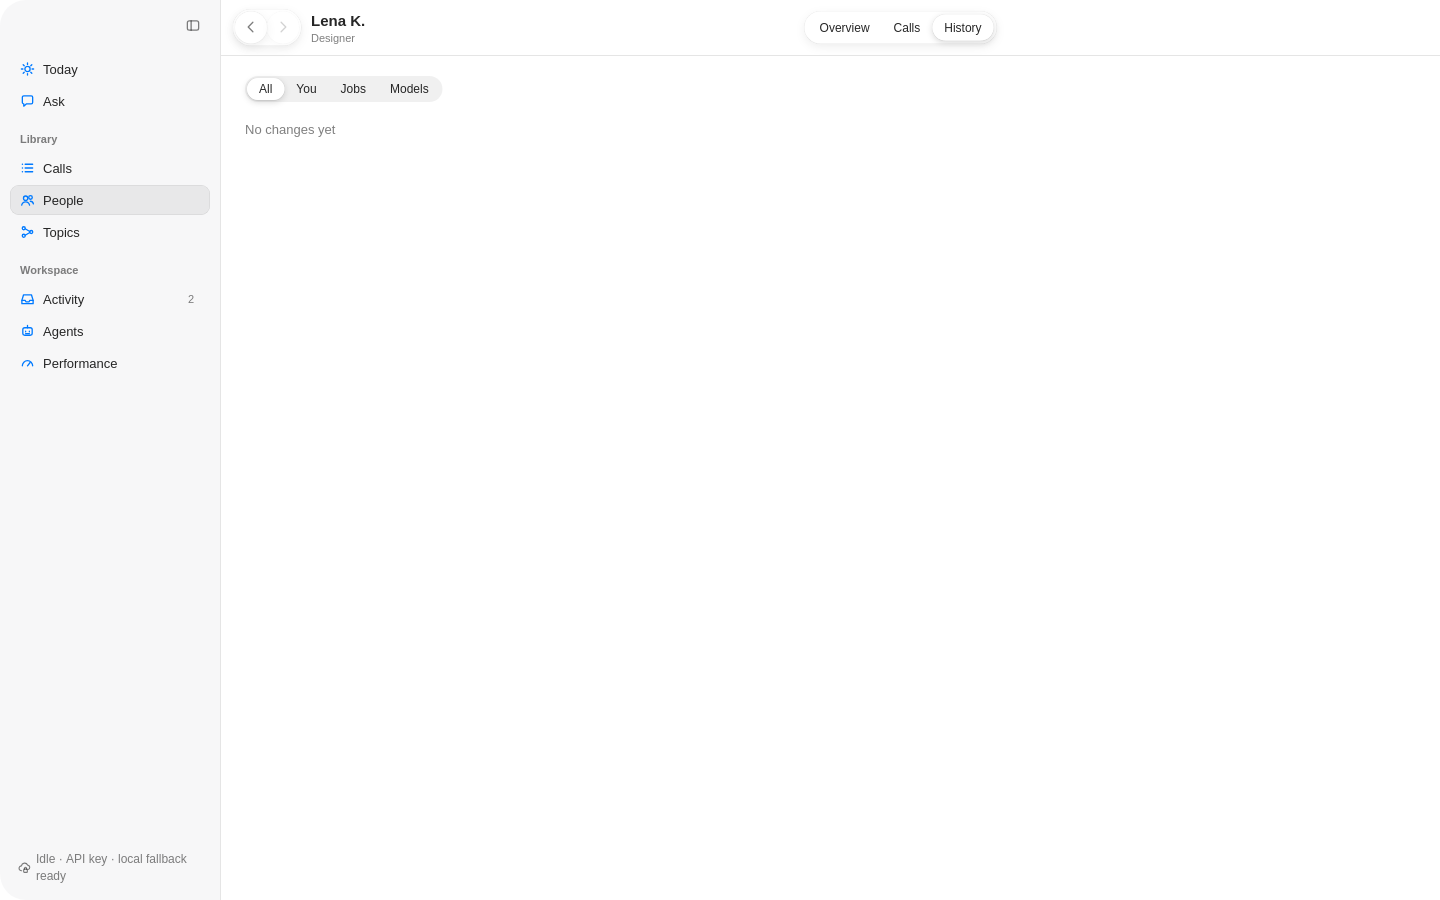 Lena K.
Designer
Overview
Calls
History
Today
Ask
Library
Calls
People
Topics
Workspace
Activity 2
Agents
Performance
All
You
Jobs
Models
No changes yet
Idle · API key · local fallback
ready